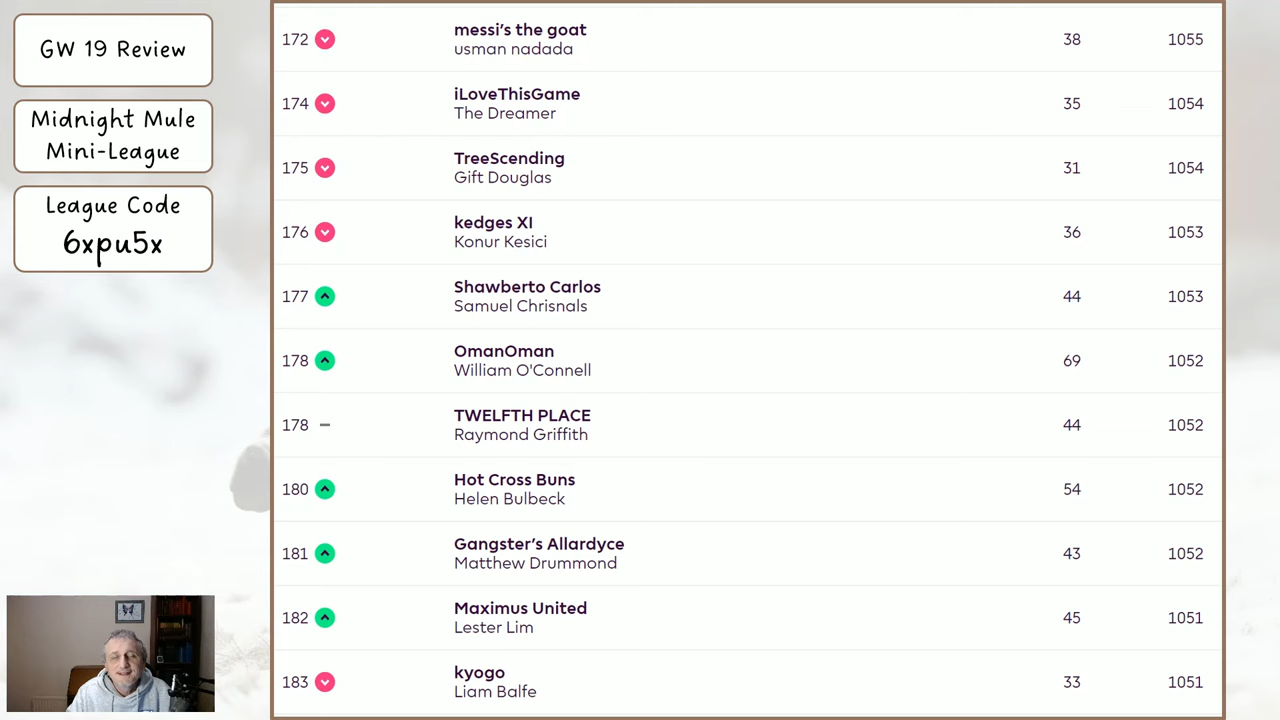 GW 19 Review
Midnight Mule
Mini-League
League Code
6xpu5x
172 messi's the goat 38 1055
usman nadada
174 iLoveThisGame 35 1054
The Dreamer
175 TreeScending 31 1054
Gift Douglas
176 kedges XI 36 1053
Konur Kesici
177 Shawberto Carlos 44 1053
Samuel Chrisnals
178 OmanOman 69 1052
William O'Connell
178 TWELFTH PLACE 44 1052
Raymond Griffith
180 Hot Cross Buns 54 1052
Helen Bulbeck
181 Gangster's Allardyce 43 1052
Matthew Drummond
182 Maximus United 45 1051
Lester Lim
183 kyogo 33 1051
Liam Balfe